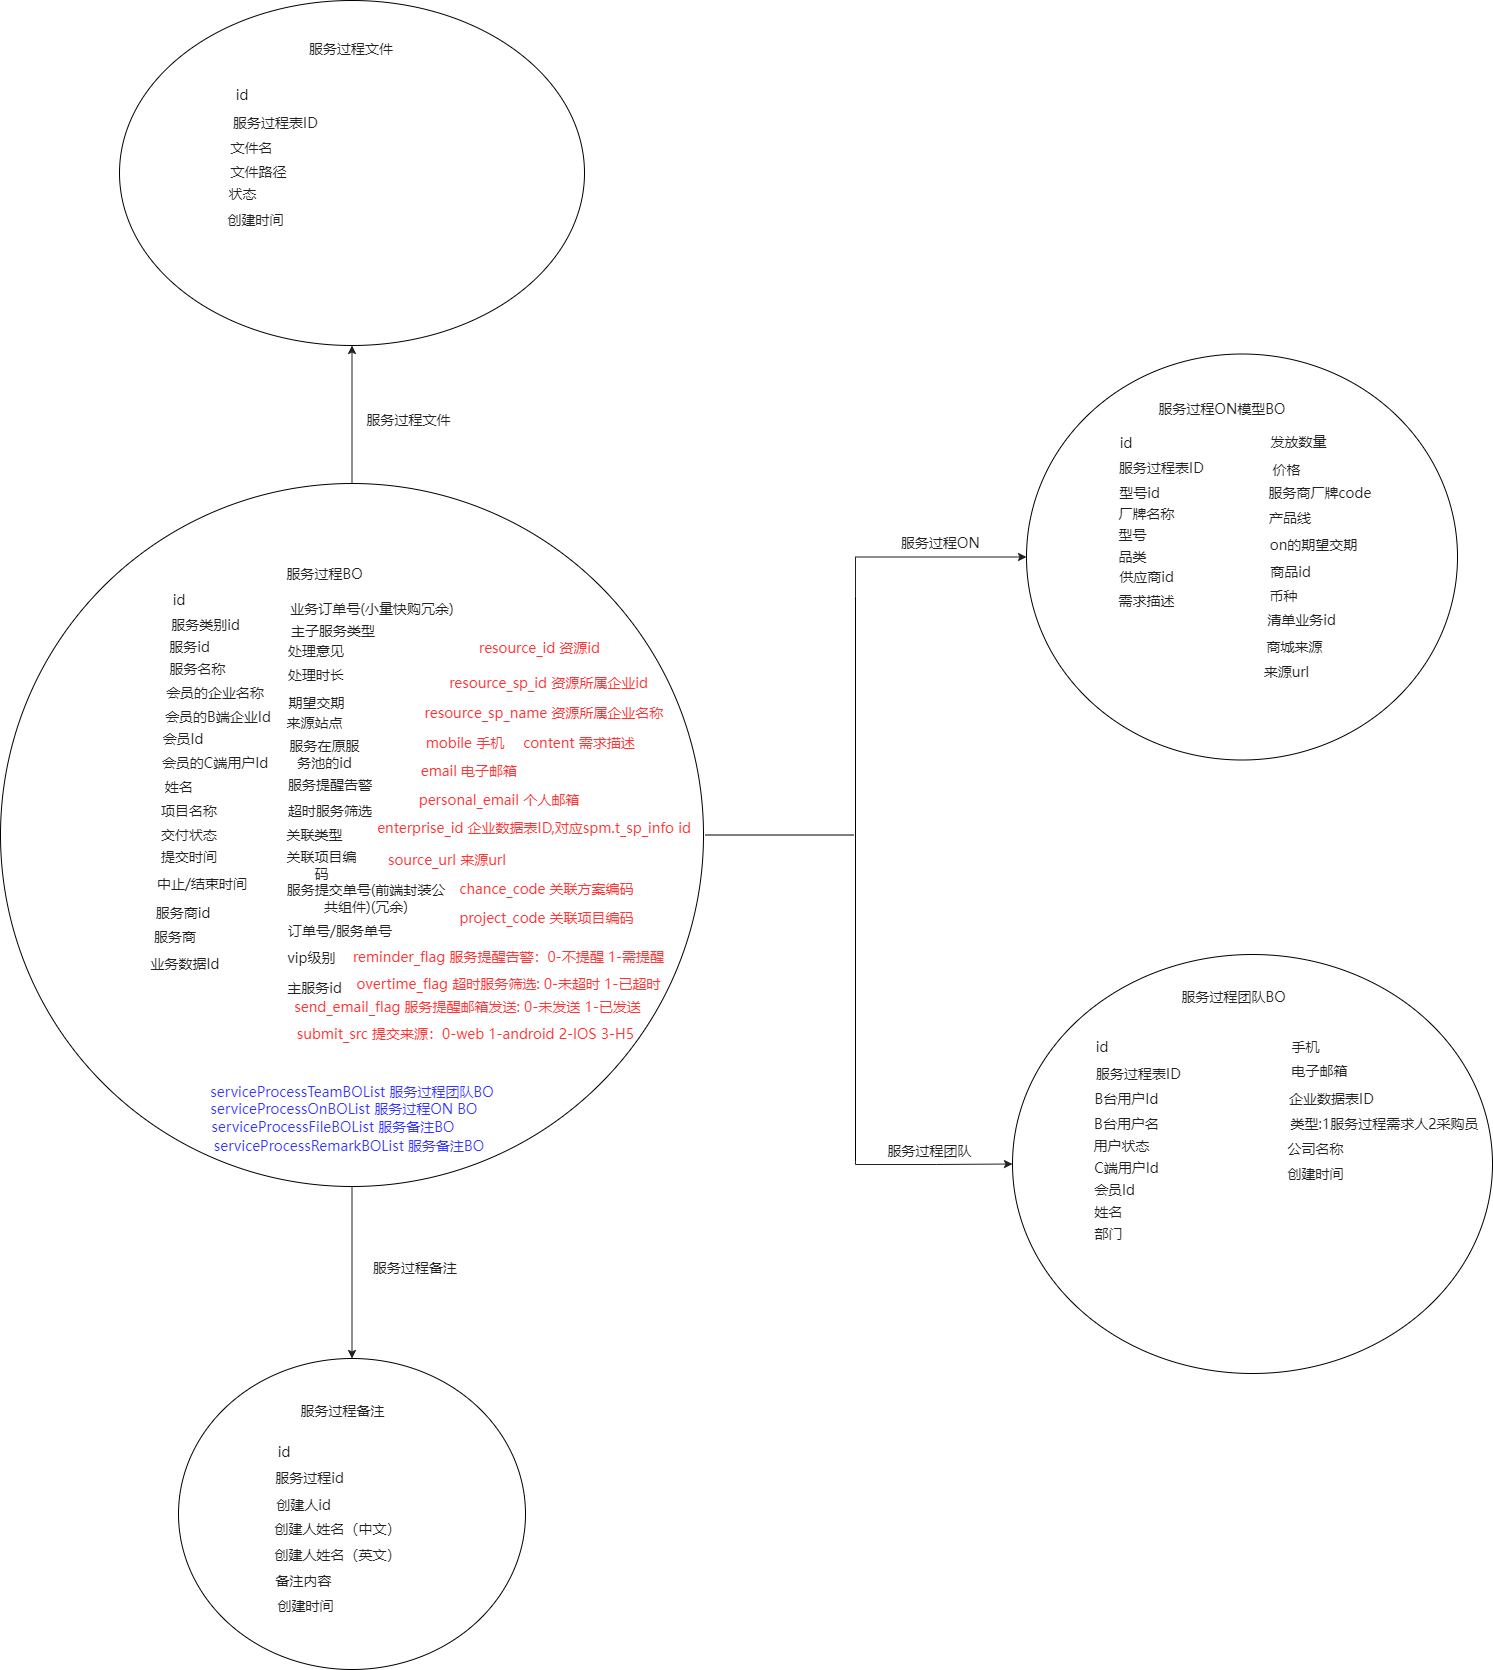 服务过程文件
id
服务过程表ID
文件名
文件路径
状态
创建时间
服务过程文件
服务过程BO
id
服务类别id
服务id
服务名称
会员的企业名称
会员的B端企业Id
会员Id
会员的C端用户Id
姓名
项目名称
交付状态
提交时间
中止/结束时间
服务商id
服务商
业务数据Id
业务订单号(小量快购冗余)
主子服务类型
处理意见
处理时长
期望交期
来源站点
服务在原服
务池的id
服务提醒告警
超时服务筛选
关联类型
关联项目编
码
服务提交单号(前端封装公
共组件)(冗余)
订单号/服务单号
vip级别
主服务id
resource_id 资源id
resource_sp_id 资源所属企业id
resource_sp_name 资源所属企业名称
mobile 手机
content 需求描述
email 电子邮箱
personal_email 个人邮箱
enterprise_id 企业数据表ID,对应spm.t_sp_info id
source_url 来源url
chance_code 关联方案编码
project_code 关联项目编码
reminder_flag 服务提醒告警：0-不提醒 1-需提醒
overtime_flag 超时服务筛选: 0-未超时 1-已超时
send_email_flag 服务提醒邮箱发送: 0-未发送 1-已发送
submit_src 提交来源：0-web 1-android 2-IOS 3-H5
serviceProcessTeamBOList 服务过程团队BO
serviceProcessOnBOList 服务过程ON BO
serviceProcessFileBOList 服务备注BO
serviceProcessRemarkBOList 服务备注BO
服务过程ON
服务过程ON模型BO
id
服务过程表ID
型号id
厂牌名称
型号
品类
供应商id
需求描述
发放数量
价格
服务商厂牌code
产品线
on的期望交期
商品id
币种
清单业务id
商城来源
来源url
服务过程团队
服务过程团队BO
id
服务过程表ID
B台用户Id
B台用户名
用户状态
C端用户Id
会员Id
姓名
部门
手机
电子邮箱
企业数据表ID
类型:1服务过程需求人2采购员
公司名称
创建时间
服务过程备注
服务过程备注
id
服务过程id
创建人id
创建人姓名（中文）
创建人姓名（英文）
备注内容
创建时间